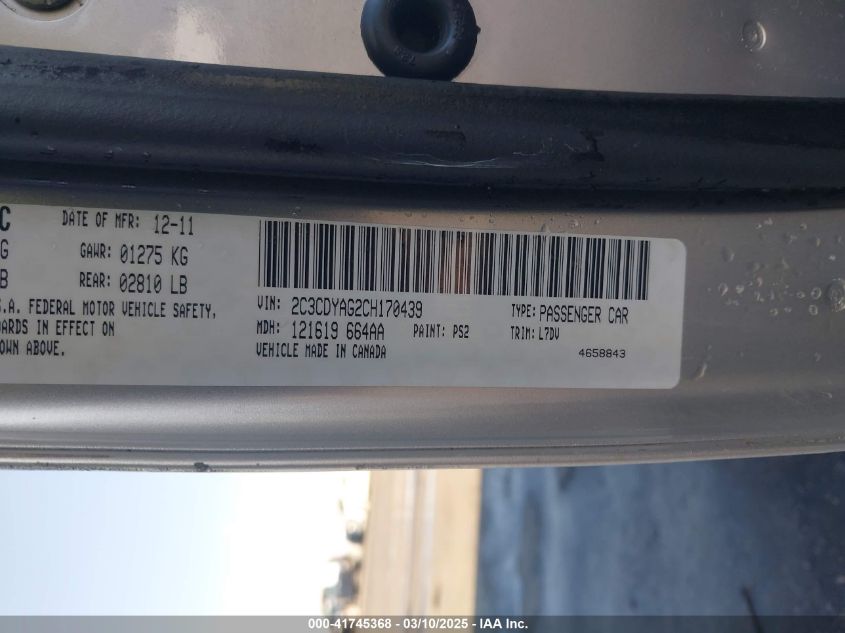 C DATE OF MFR: 12-11
G GAWR: 01275 KG
B REAR: 02810 LB
.A. FEDERAL MOTOR VEHICLE SAFETY,
ARDS IN EFFECT ON
OWN ABOVE.
VIN: 2C3CDYAG2CH170439 TYPE: PASSENGER CAR
MDH: 121619 664AA PAINT: PS2 TRIM: L7DV
VEHICLE MADE IN CANADA 4658843
000-41745368 - 03/10/2025 - IAA Inc.